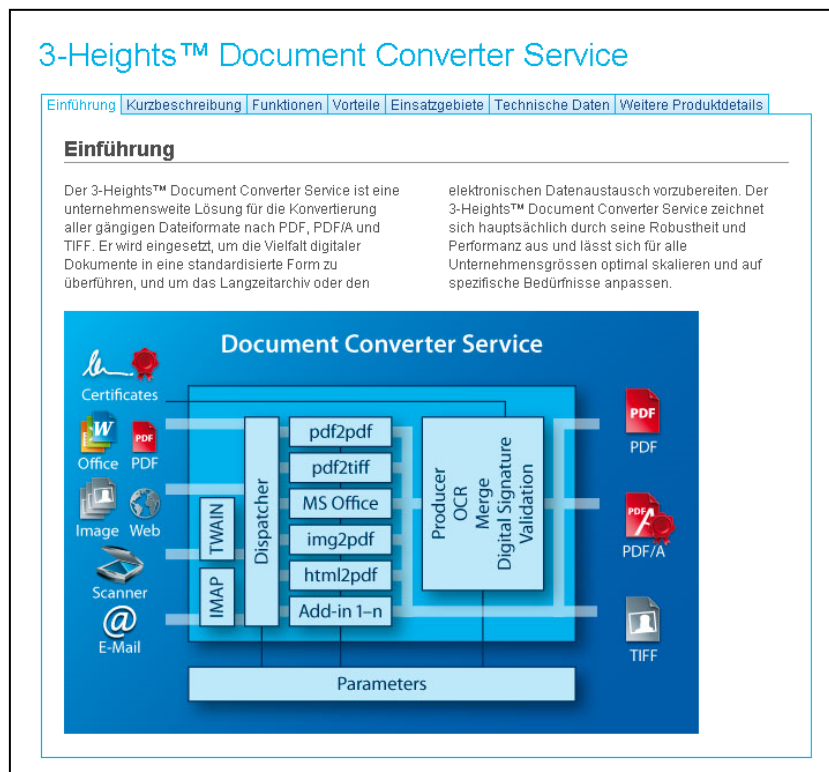 3-Heights™ Document Converter Service
Einführung Kurzbeschreibung Funktionen Vorteile Einsatzgebiete Technische Daten Weitere Produktdetails
Einführung
Der 3-Heights™ Document Converter Service ist eine
unternehmensweite Lösung für die Konvertierung
aller gängigen Dateiformate nach PDF, PDF/A und
TIFF. Er wird eingesetzt, um die Vielfalt digitaler
Dokumente in eine standardisierte Form zu
überführen, und um das Langzeitarchiv oder den
elektronischen Datenaustausch vorzubereiten. Der
3-Heights™ Document Converter Service zeichnet
sich hauptsächlich durch seine Robustheit und
Performanz aus und lässt sich für alle
Unternehmensgrössen optimal skalieren und auf
spezifische Bedürfnisse anpassen.
Document Converter Service
Certificates
W
PDF
Office PDF
Image Web
Scanner
@
E-Mail
TWAIN
IMAP
Dispatcher
pdf2pdf
pdf2tiff
MS Office
img2pdf
html2pdf
Add-in 1–n
Producer
OCR
Merge
Digital Signature
Validation
PDF
PDF
PDF
PDF/A
TIFF
Parameters